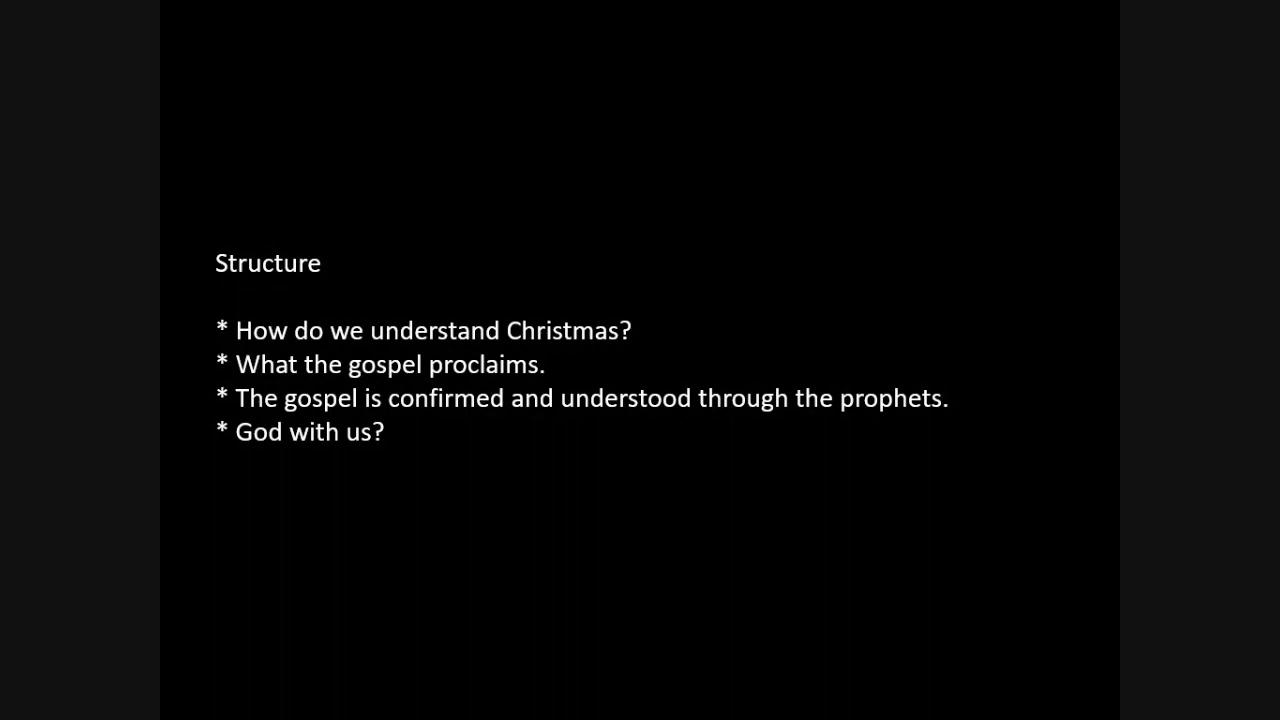 Structure
* How do we understand Christmas?
* What the gospel proclaims.
* The gospel is confirmed and understood through the prophets.
* God with us?